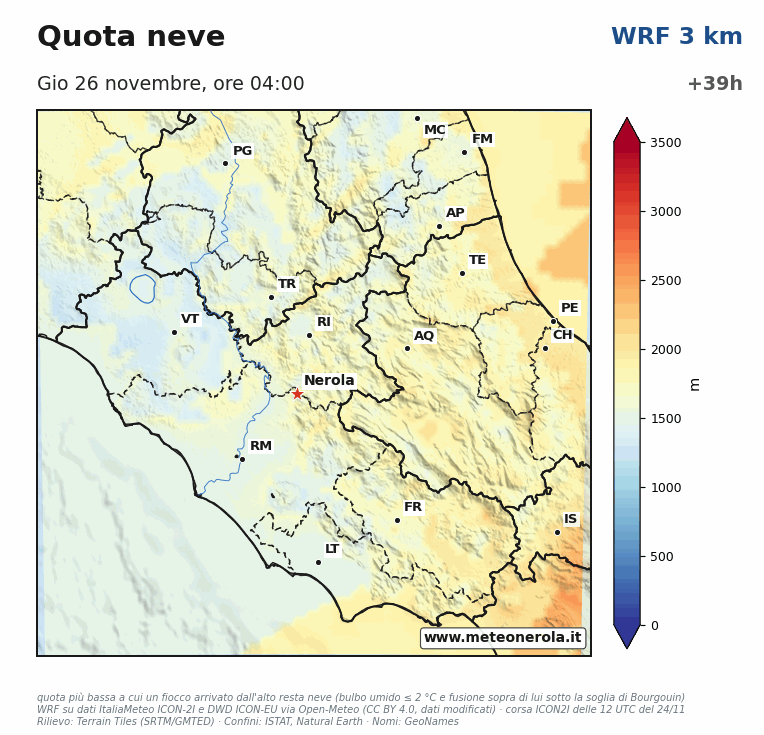 Quota neve
WRF 3 km
Gio 26 novembre, ore 04:00
+39h
MC
FM
PG
AP
TE
TR
VT
RI
AQ
PE
CH
Nerola
RM
FR
IS
LT
www.meteonerola.it
3500
3000
2500
2000
1500
1000
500
0
m
quota più bassa a cui un fiocco arrivato dall'alto resta neve (bulbo umido ≤ 2 °C e fusione sopra di lui sotto la soglia di Bourgouin)
WRF su dati ItaliaMeteo ICON-2I e DWD ICON-EU via Open-Meteo (CC BY 4.0, dati modificati) · corsa ICON2I delle 12 UTC del 24/11
Rilievo: Terrain Tiles (SRTM/GMTED) · Confini: ISTAT, Natural Earth · Nomi: GeoNames